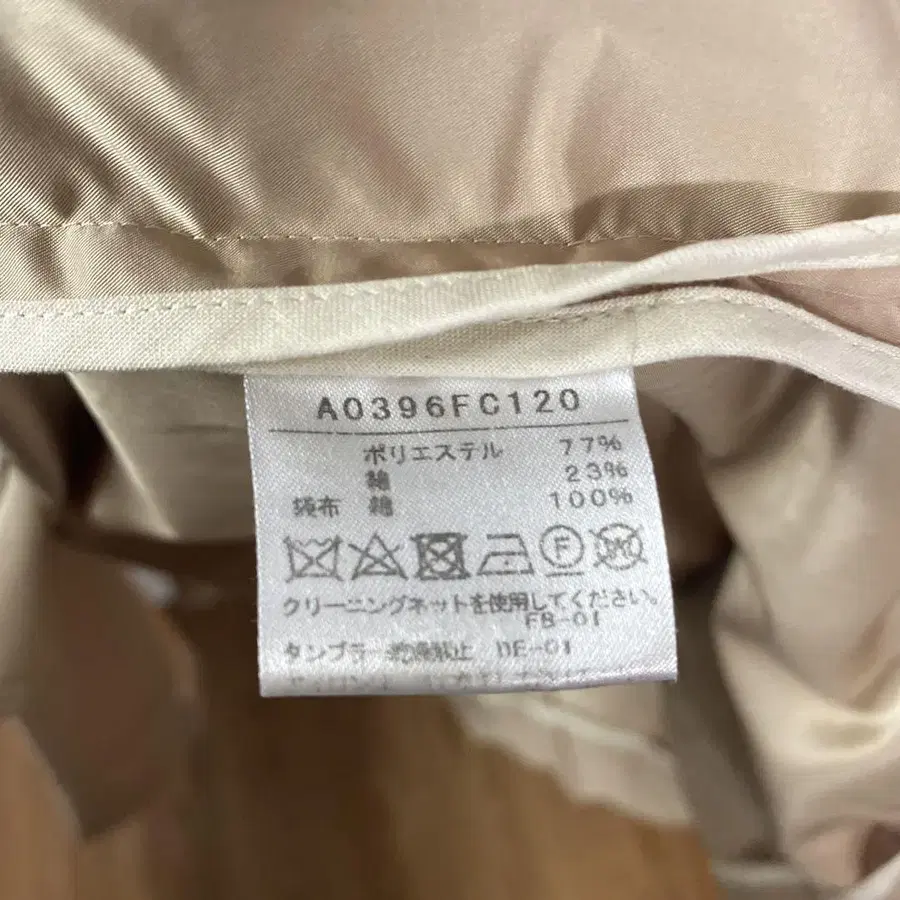 A0396FC120
ポリエステル 77%
綿 23%
袋布 綿 100%
F W
クリーニングネットを使用してください。
FB-01
タンブラー乾燥禁止 DE-01